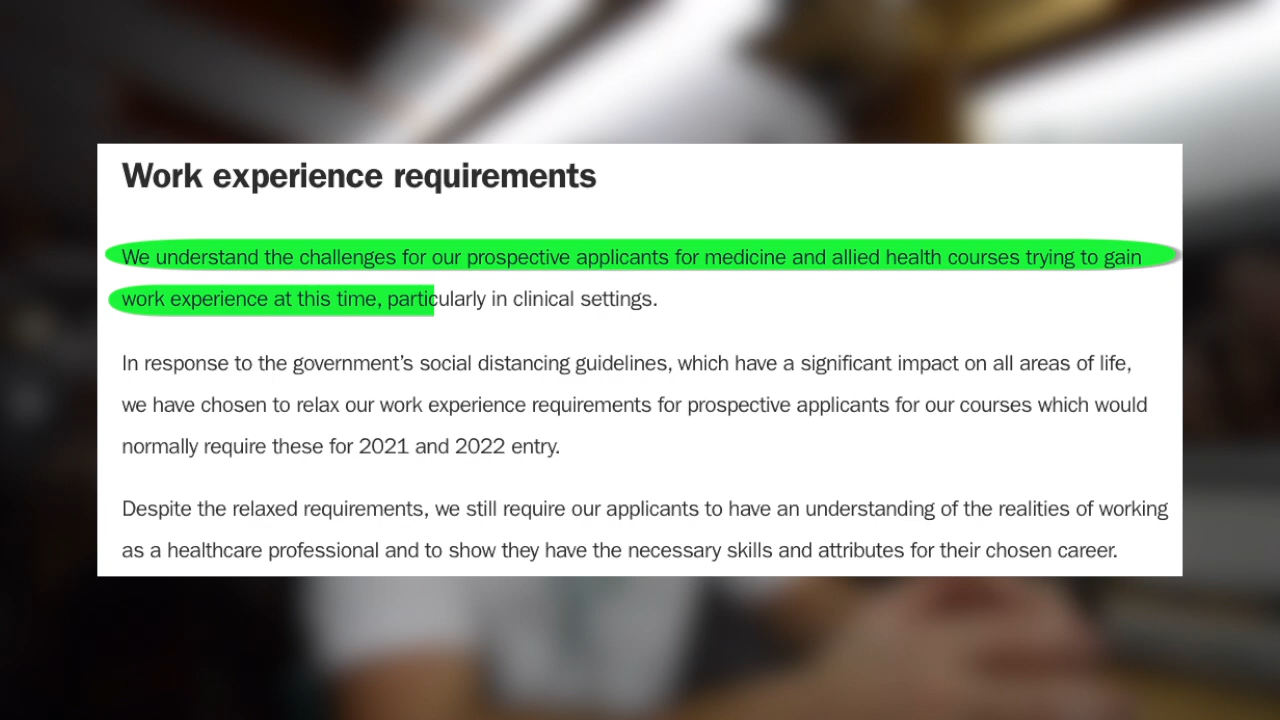 Work experience requirements
We understand the challenges for our prospective applicants for medicine and allied health courses trying to gain
work experience at this time, particularly in clinical settings.
In response to the government’s social distancing guidelines, which have a significant impact on all areas of life,
we have chosen to relax our work experience requirements for prospective applicants for our courses which would
normally require these for 2021 and 2022 entry.
Despite the relaxed requirements, we still require our applicants to have an understanding of the realities of working
as a healthcare professional and to show they have the necessary skills and attributes for their chosen career.